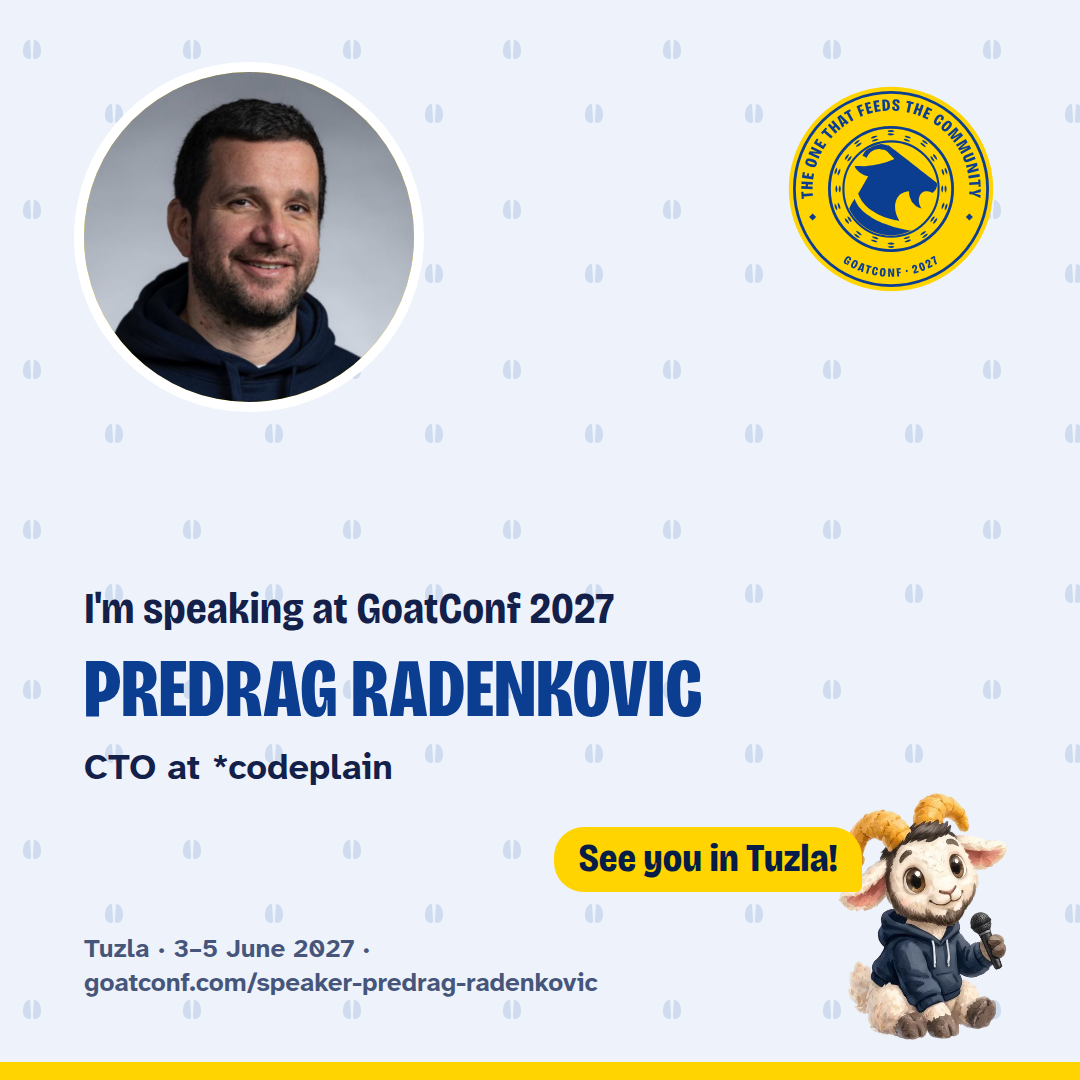 THE ONE THAT FEEDS THE COMMUNITY
GOATCONF · 2027
I'm speaking at GoatConf 2027
PREDRAG RADENKOVIC
CTO at *codeplain
See you in Tuzla!
Tuzla · 3–5 June 2027 ·
goatconf.com/speaker-predrag-radenkovic